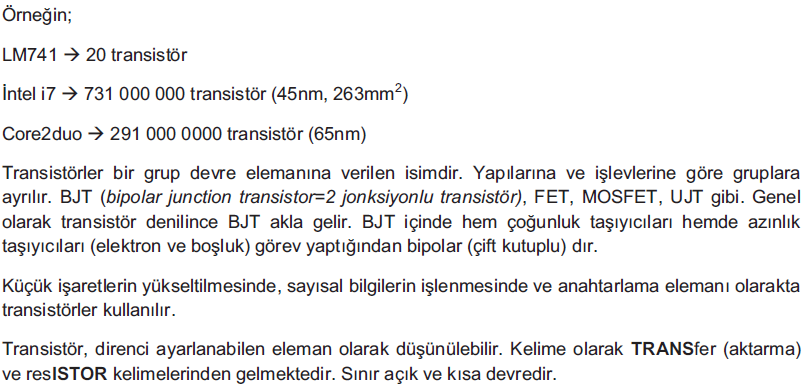 Örneğin;
LM741 → 20 transistör
İntel i7 → 731 000 000 transistör (45nm, 263mm²)
Core2duo → 291 000 0000 transistör (65nm)
Transistörler bir grup devre elemanına verilen isimdir. Yapılarına ve işlevlerine göre gruplara
ayrılır. BJT (bipolar junction transistor=2 jonksiyonlu transistör), FET, MOSFET, UJT gibi. Genel
olarak transistör denilince BJT akla gelir. BJT içinde hem çoğunluk taşıyıcıları hemde azınlık
taşıyıcıları (elektron ve boşluk) görev yaptığından bipolar (çift kutuplu) dır.
Küçük işaretlerin yükseltilmesinde, sayısal bilgilerin işlenmesinde ve anahtarlama elemanı olarakta
transistörler kullanılır.
Transistör, direnci ayarlanabilen eleman olarak düşünülebilir. Kelime olarak TRANSfer (aktarma)
ve resISTOR kelimelerinden gelmektedir. Sınır açık ve kısa devredir.